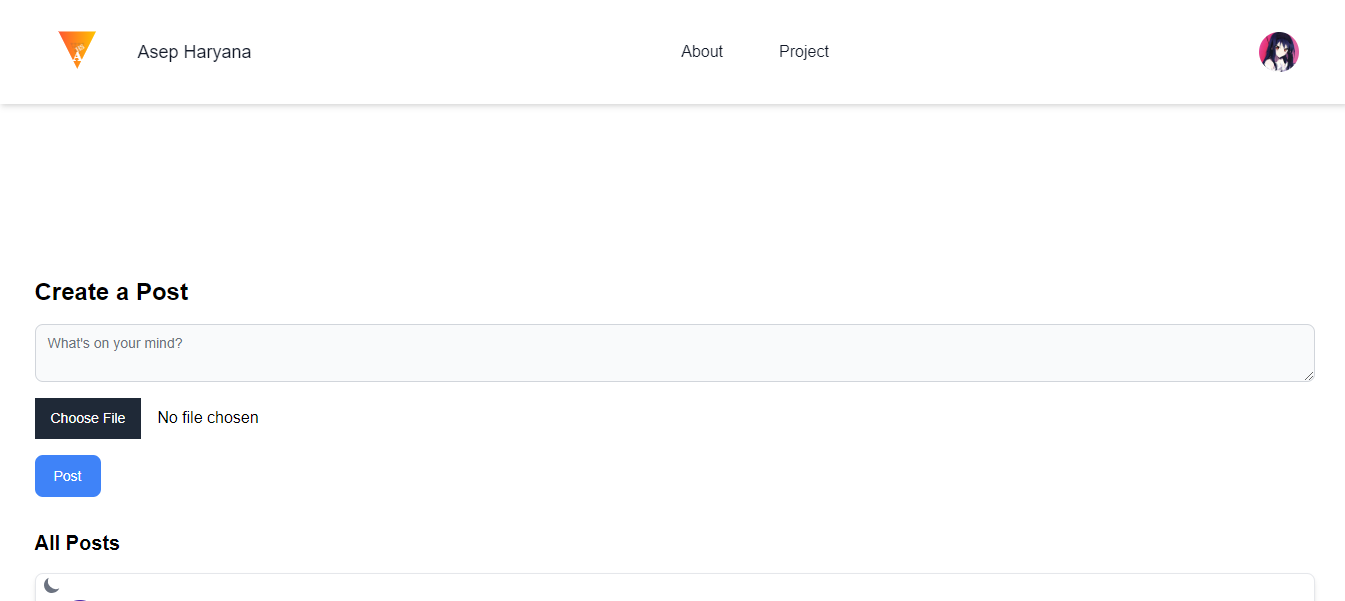 Asep Haryana
About
Project
Create a Post
What's on your mind?
Choose File
No file chosen
Post
All Posts